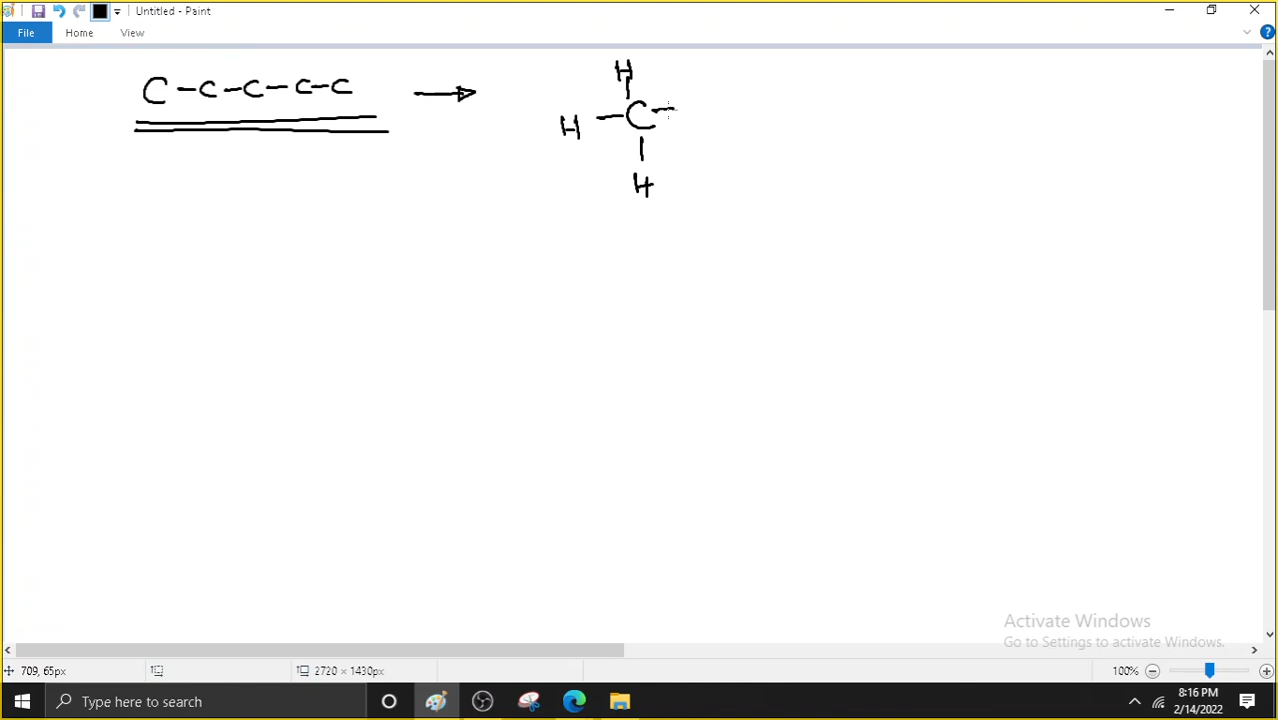 Untitled - Paint
File Home View
H
C - C - C - C - C → H - C -
H
Activate Windows
Go to Settings to activate Windows.
709, 65px 2720 × 1430px 100%
Type here to search 8:16 PM
2/14/2022